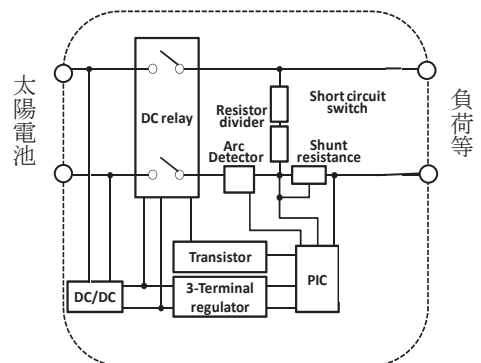 太陽電池
DC relay
Resistor
divider
Short circuit
switch
Arc
Detector
Shunt
resistance
負荷等
Transistor
DC/DC
3-Terminal
regulator
PIC